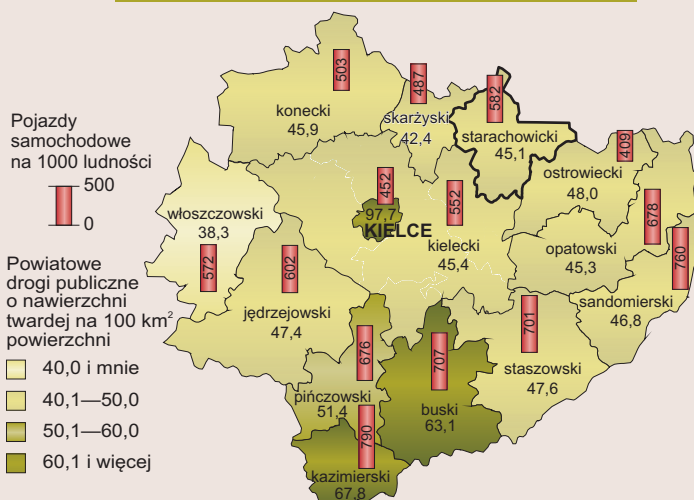 Pojazdy
samochodowe
na 1000 ludności
500
0
Powiatowe
drogi publiczne
o nawierzchni
twardej na 100 km²
powierzchni
40,0 i mnie
40,1—50,0
50,1—60,0
60,1 i więcej
503
konecki
45,9
487
skarżyski
42,4
582
starachowicki
45,1
409
ostrowiecki
48,0
włoszczowski
38,3
572
452
97,7
KIELCE
552
kielecki
45,4
678
opatowski
45,3
760
sandomierski
46,8
602
jędrzejowski
47,4
701
staszowski
47,6
676
pińczowski
51,4
707
buski
63,1
790
kazimierski
67,8